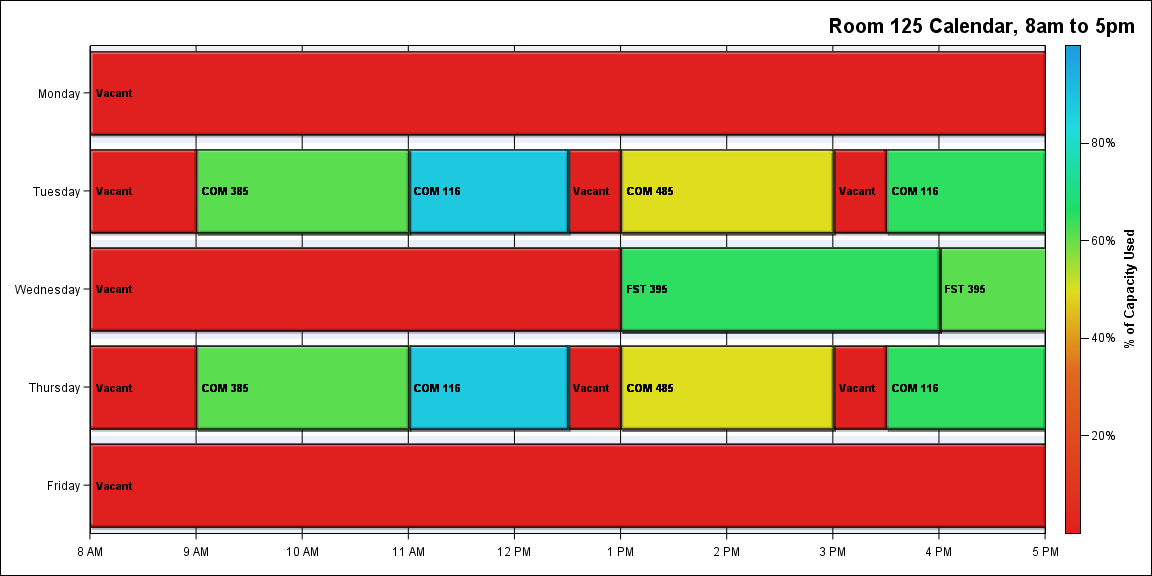 Room 125 Calendar, 8am to 5pm
Monday
Vacant
Tuesday
Vacant
COM 385
COM 116
Vacant
COM 485
Vacant
COM 116
Wednesday
Vacant
FST 395
FST 395
Thursday
Vacant
COM 385
COM 116
Vacant
COM 485
Vacant
COM 116
Friday
Vacant
8 AM
9 AM
10 AM
11 AM
12 PM
1 PM
2 PM
3 PM
4 PM
5 PM
80%
60%
40%
20%
% of Capacity Used